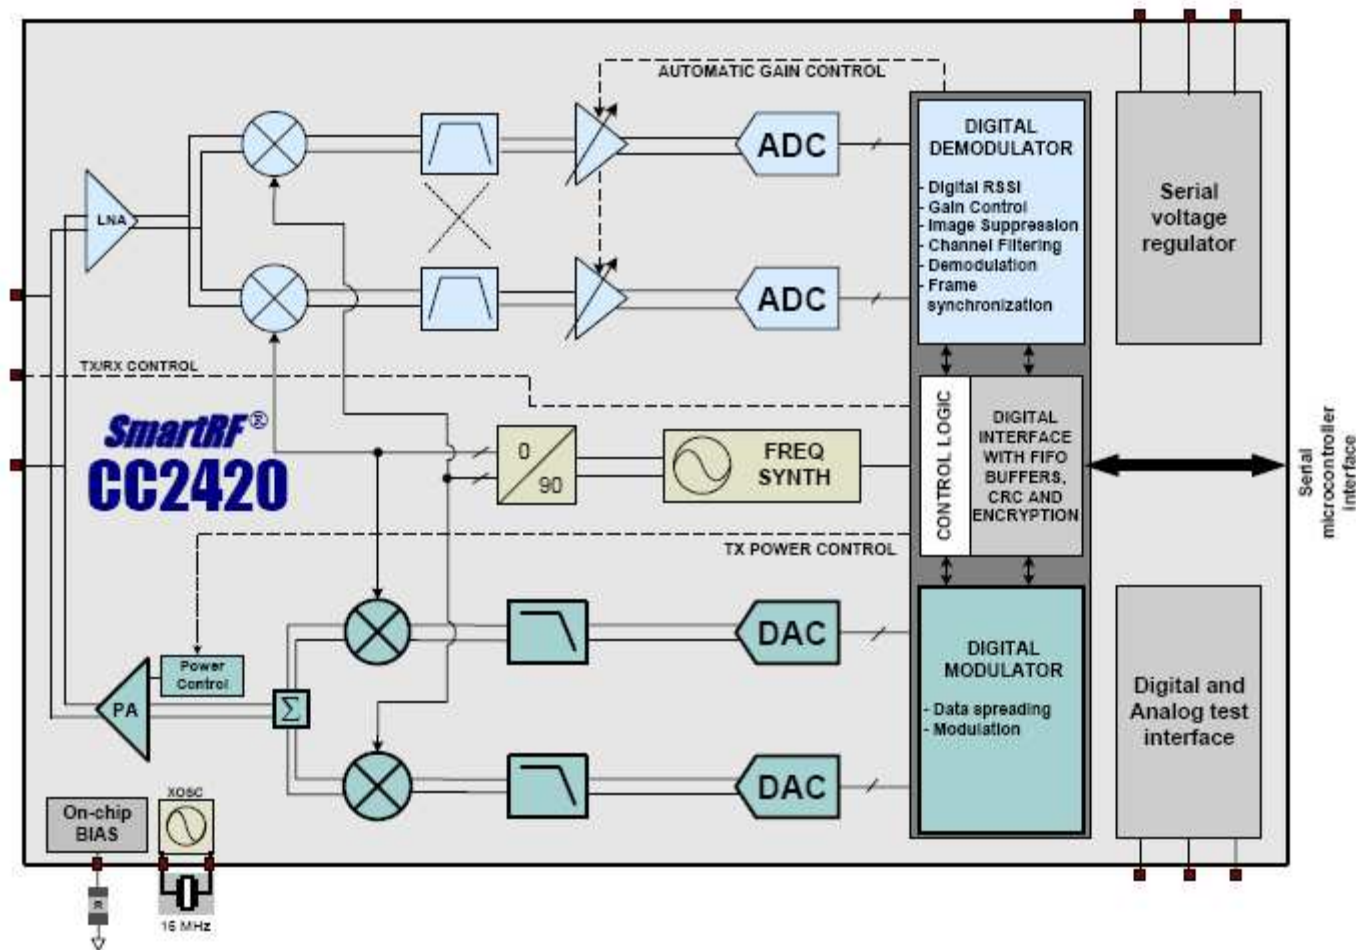 AUTOMATIC GAIN CONTROL
LNA
ADC
ADC
DIGITAL
DEMODULATOR
- Digital RSSI
- Gain Control
- Image Suppression
- Channel Filtering
- Demodulation
- Frame
synchronization
Serial
voltage
regulator
TX/RX CONTROL
SmartRF®
CC2420
0
90
FREQ
SYNTH
CONTROL LOGIC
DIGITAL
INTERFACE
WITH FIFO
BUFFERS,
CRC AND
ENCRYPTION
Serial
microcontroller
interface
TX POWER CONTROL
Power
Control
PA
Σ
DAC
DAC
DIGITAL
MODULATOR
- Data spreading
- Modulation
Digital and
Analog test
interface
On-chip
BIAS
XOSC
R
16 MHz